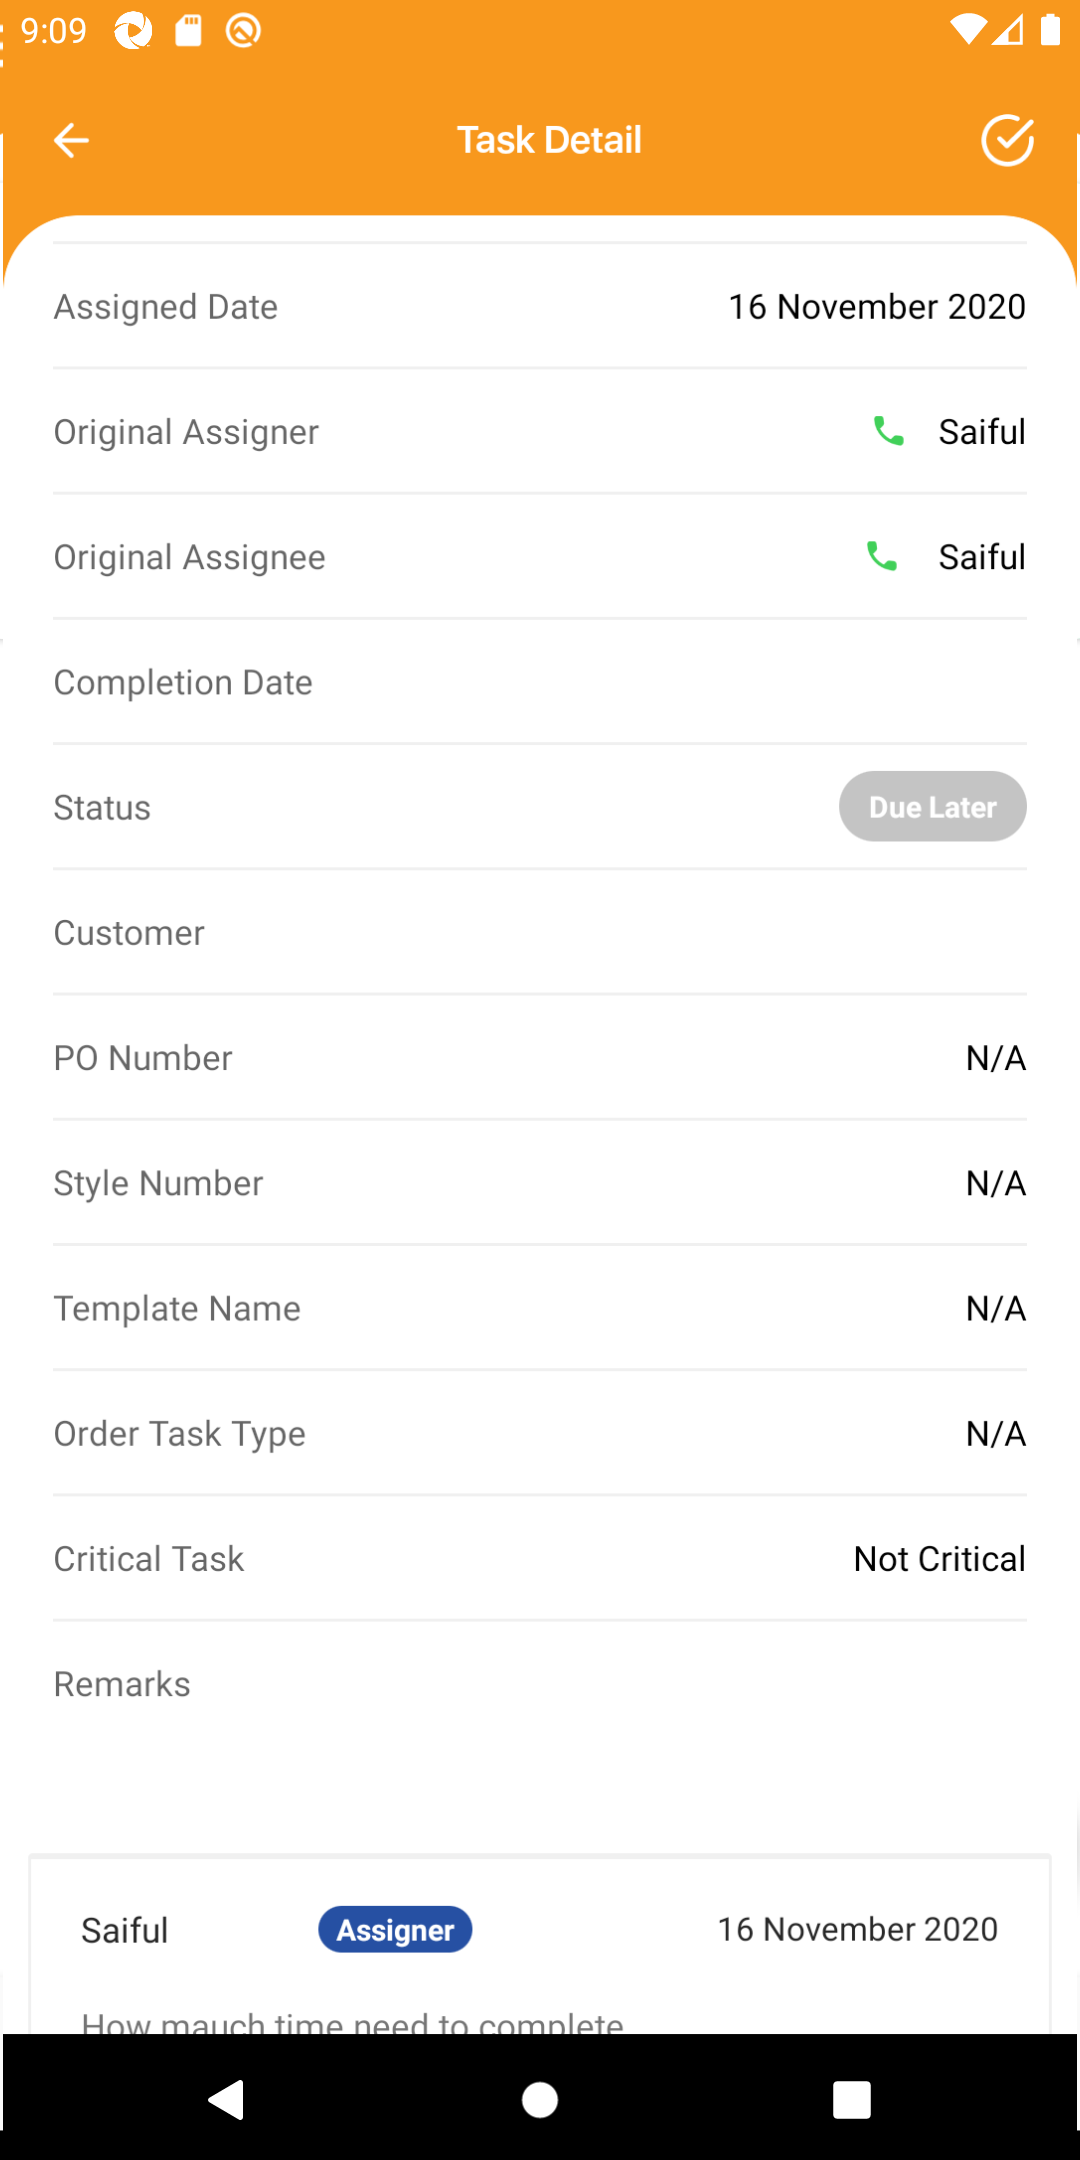 9:09
Task Detail
Assigned Date 16 November 2020
Original Assigner Saiful
Original Assignee Saiful
Completion Date
Status Due Later
Customer
PO Number N/A
Style Number N/A
Template Name N/A
Order Task Type N/A
Critical Task Not Critical
Remarks
Saiful Assigner 16 November 2020
How mauch time need to complete